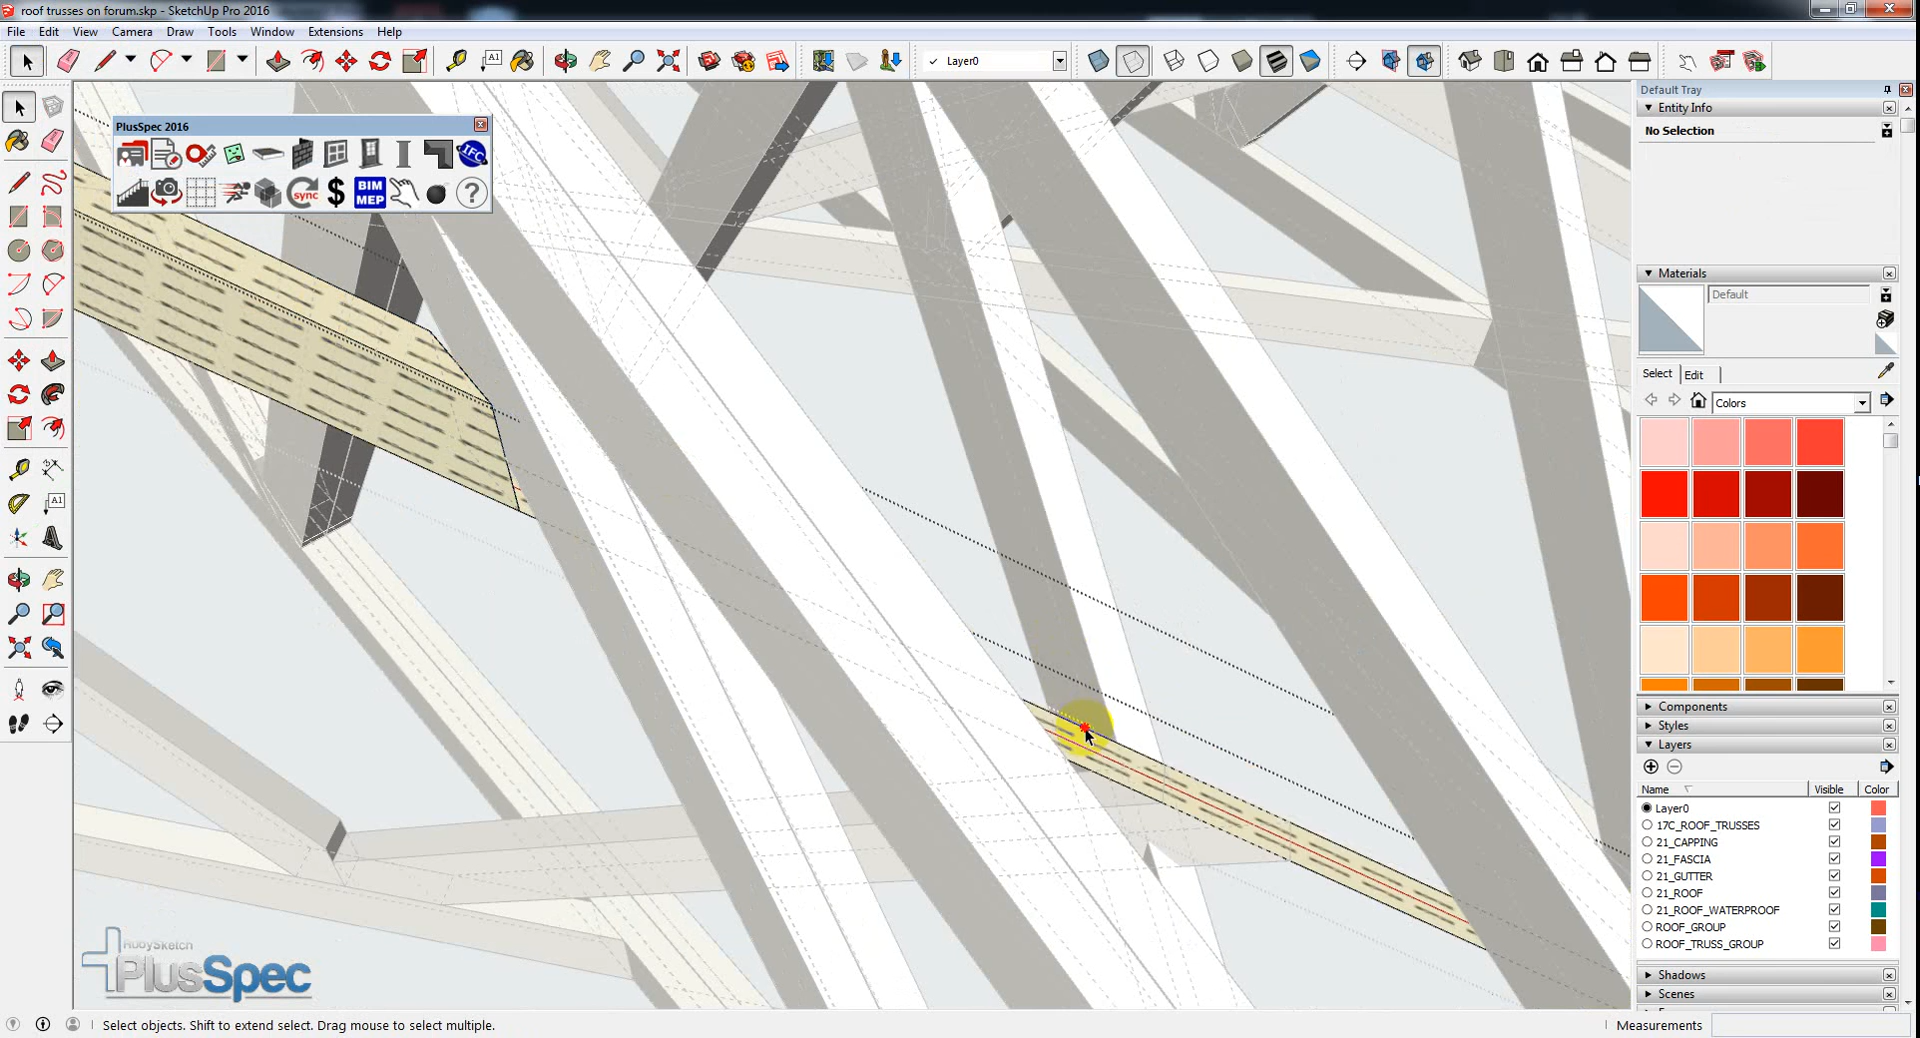 roof trusses on forum.skp - SketchUp Pro 2016
File Edit View Camera Draw Tools Window Extensions Help
A1
Layer0
Default Tray
Entity Info
No Selection
PlusSpec 2016
IFC
sync
$
BIM
MEP
?
Materials
Default
Select
Edit
Colors
A1
Components
Styles
Layers
Name Visible Color
Layer0
17C_ROOF_TRUSSES
21_CAPPING
21_FASCIA
21_GUTTER
21_ROOF
21_ROOF_WATERPROOF
ROOF_GROUP
ROOF_TRUSS_GROUP
Shadows
Scenes
RubySketch
PlusSpec
Select objects. Shift to extend select. Drag mouse to select multiple.
Measurements